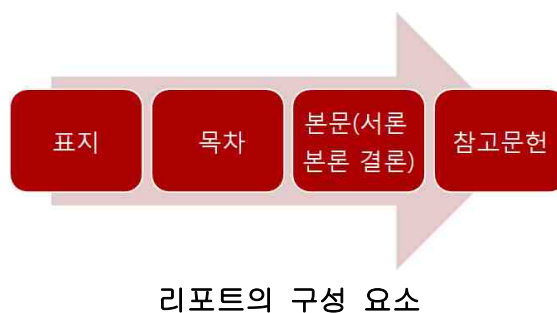 표지
목차
본문(서론
본론 결론)
참고문헌
리포트의 구성 요소